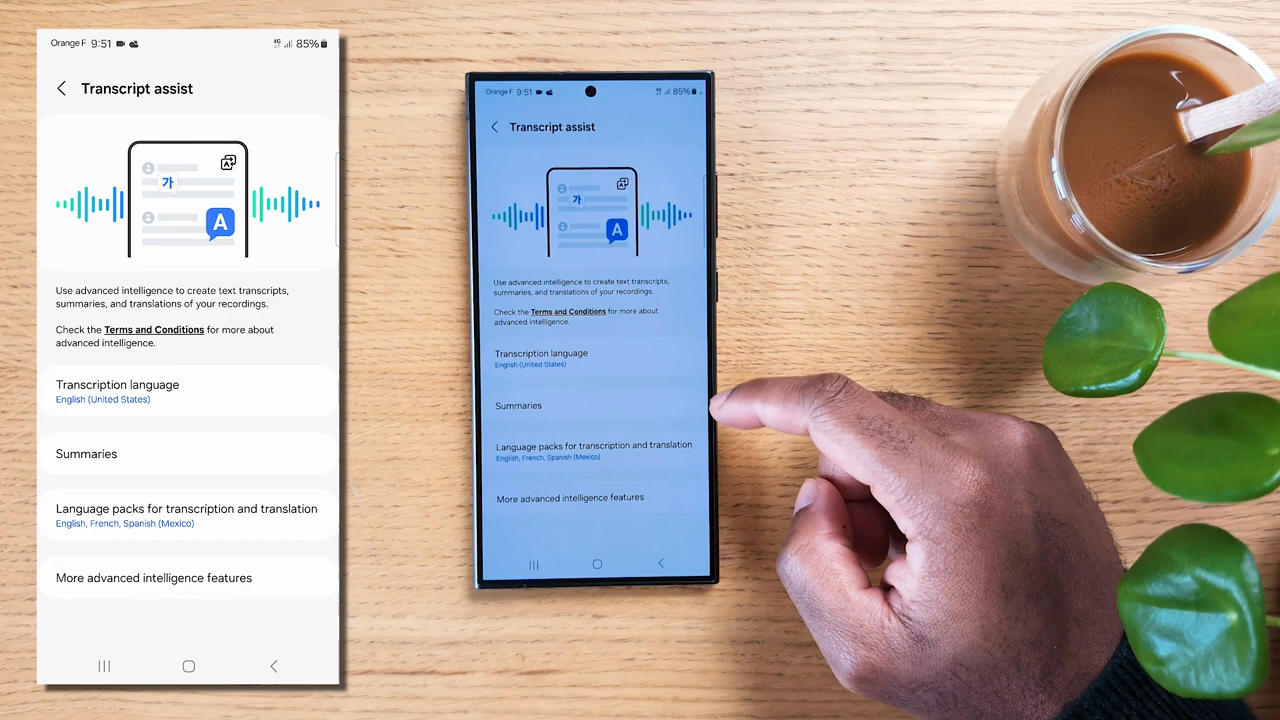 Orange F 9:51
4G 85%
Transcript assist
가
A
A
Use advanced intelligence to create text transcripts,
summaries, and translations of your recordings.
Check the Terms and Conditions for more about
advanced intelligence.
Transcription language
English (United States)
Summaries
Language packs for transcription and translation
English, French, Spanish (Mexico)
More advanced intelligence features
Orange F 9:51
85%
Transcript assist
A
가
A
Use advanced intelligence to create text transcripts,
summaries, and translations of your recordings.
Check the Terms and Conditions for more about
advanced intelligence.
Transcription language
English (United States)
Summaries
Language packs for transcription and translation
English, French, Spanish (Mexico)
More advanced intelligence features